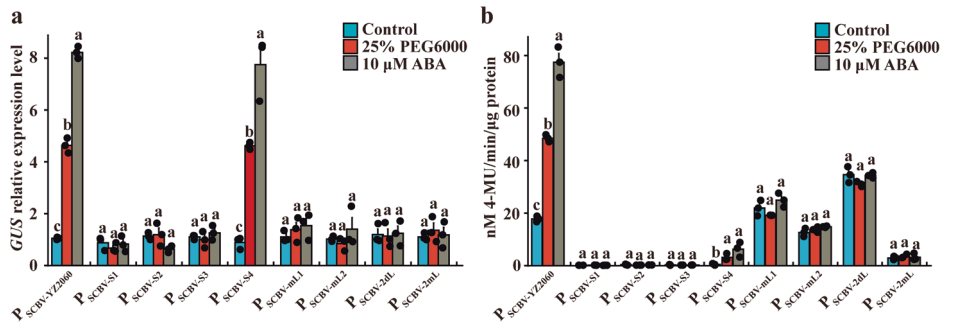 a
GUS relative expression level
8
6
4
2
0
Control
25% PEG6000
10 μM ABA
c b a
a a a
a a a
a a a
c b a
a a a
a a a
a a a
a a a
P SCBV-YZ2060
P SCBV-S1
P SCBV-S2
P SCBV-S3
P SCBV-S4
P SCBV-mL1
P SCBV-mL2
P SCBV-2dL
P SCBV-2mL
b
nM 4-MU/min/μg protein
80
60
40
20
0
Control
25% PEG6000
10 μM ABA
c b a
a a a
a a a
a a a
b a a
a a a
a a a
a a a
a a a
P SCBV-YZ2060
P SCBV-S1
P SCBV-S2
P SCBV-S3
P SCBV-S4
P SCBV-mL1
P SCBV-mL2
P SCBV-2dL
P SCBV-2mL